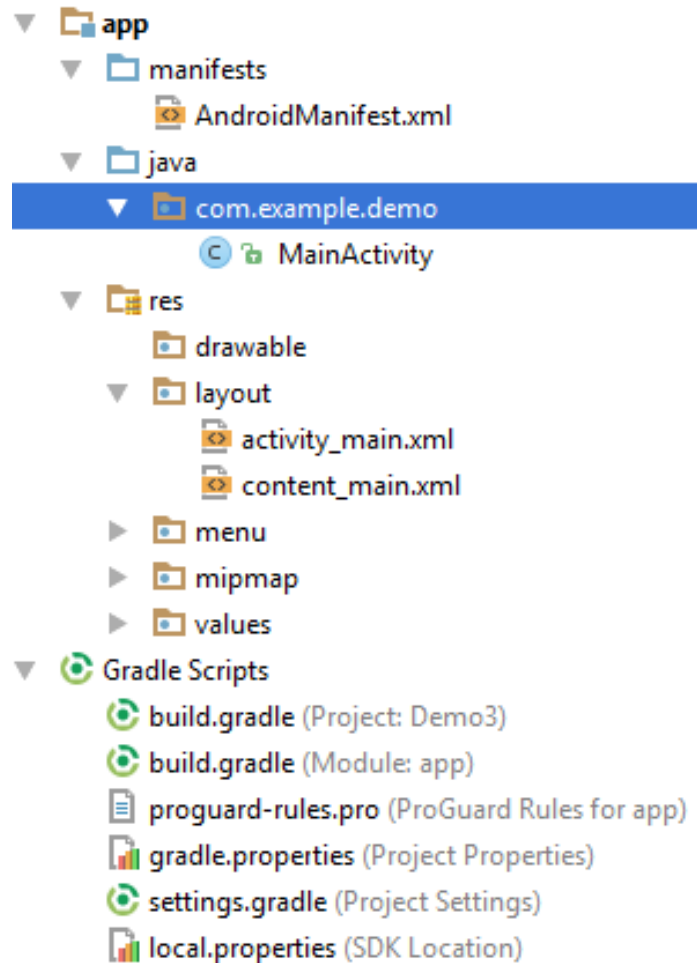 app
manifests
AndroidManifest.xml
java
com.example.demo
C MainActivity
res
drawable
layout
activity_main.xml
content_main.xml
menu
mipmap
values
Gradle Scripts
build.gradle (Project: Demo3)
build.gradle (Module: app)
proguard-rules.pro (ProGuard Rules for app)
gradle.properties (Project Properties)
settings.gradle (Project Settings)
local.properties (SDK Location)